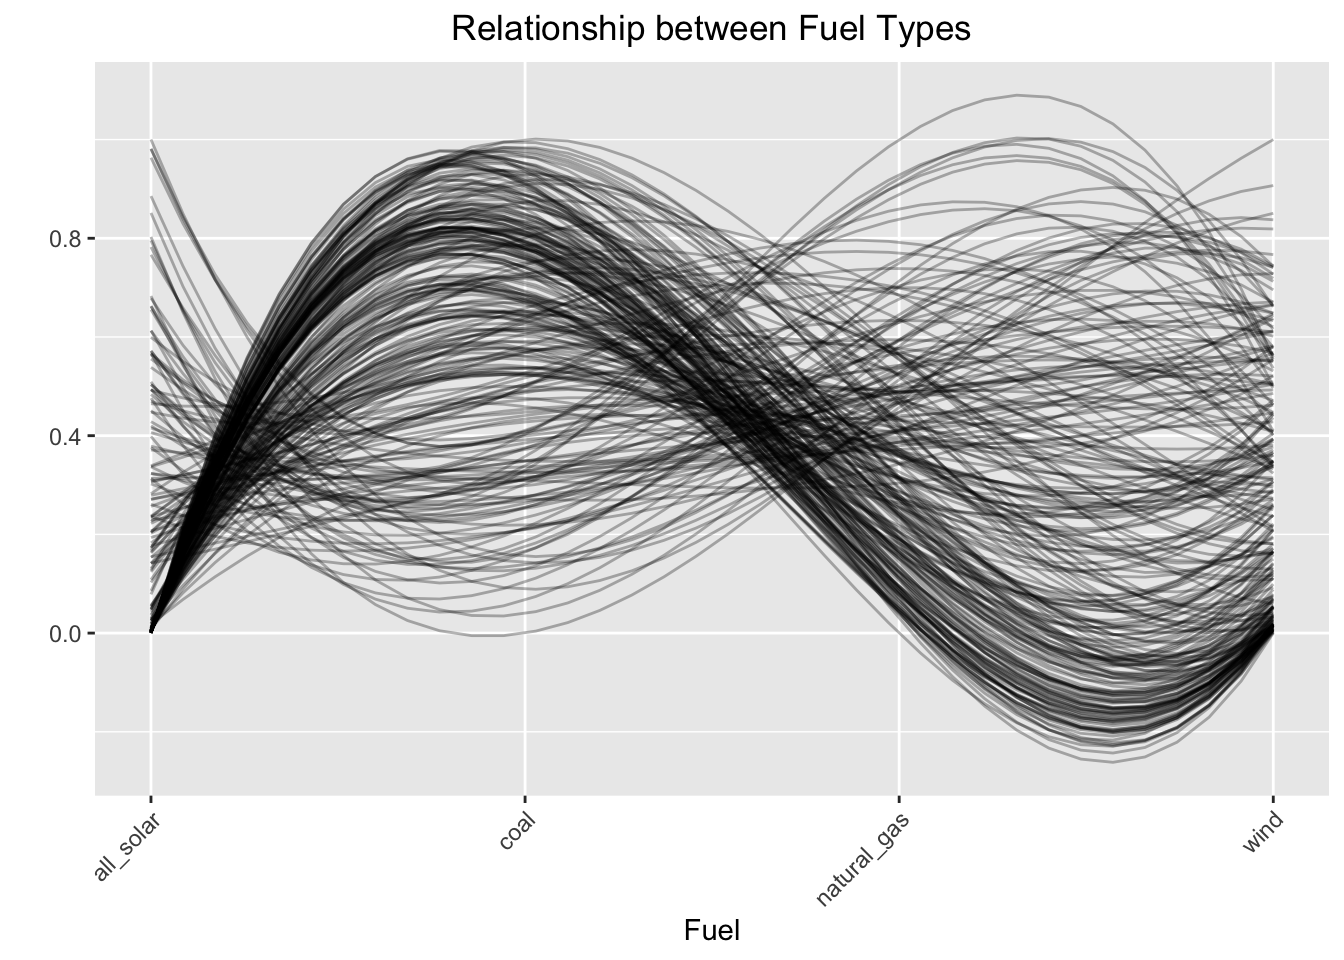 Relationship between Fuel Types
0.8
0.4
0.0
all_solar
coal
natural_gas
wind
Fuel